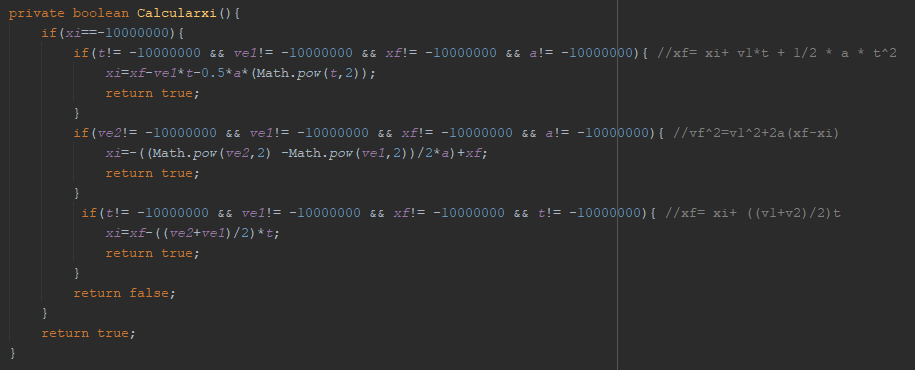 private boolean Calcularxi(){
if(xi==-10000000){
if(t!= -10000000 && ve1!= -10000000 && xf!= -10000000 && a!= -10000000){ //xf= xi+ v1*t + 1/2 * a * t^2
xi=xf-ve1*t-0.5*a*(Math.pow(t,2));
return true;
}
if(ve2!= -10000000 && ve1!= -10000000 && xf!= -10000000 && a!= -10000000){ //vf^2=v1^2+2a(xf-xi)
xi=-((Math.pow(ve2,2) -Math.pow(ve1,2))/2*a)+xf;
return true;
}
if(t!= -10000000 && ve1!= -10000000 && xf!= -10000000 && t!= -10000000){ //xf= xi+ ((v1+v2)/2)t
xi=xf-((ve2+ve1)/2)*t;
return true;
}
return false;
}
return true;
}